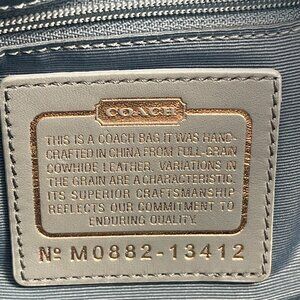 COACH
THIS IS A COACH BAG IT WAS HAND-
CRAFTED IN CHINA FROM FULL-GRAIN
COWHIDE LEATHER. VARIATIONS IN
THE GRAIN ARE A CHARACTERISTIC.
ITS SUPERIOR CRAFTSMANSHIP
REFLECTS OUR COMMITMENT TO
ENDURING QUALITY.
Nº M0882-13412